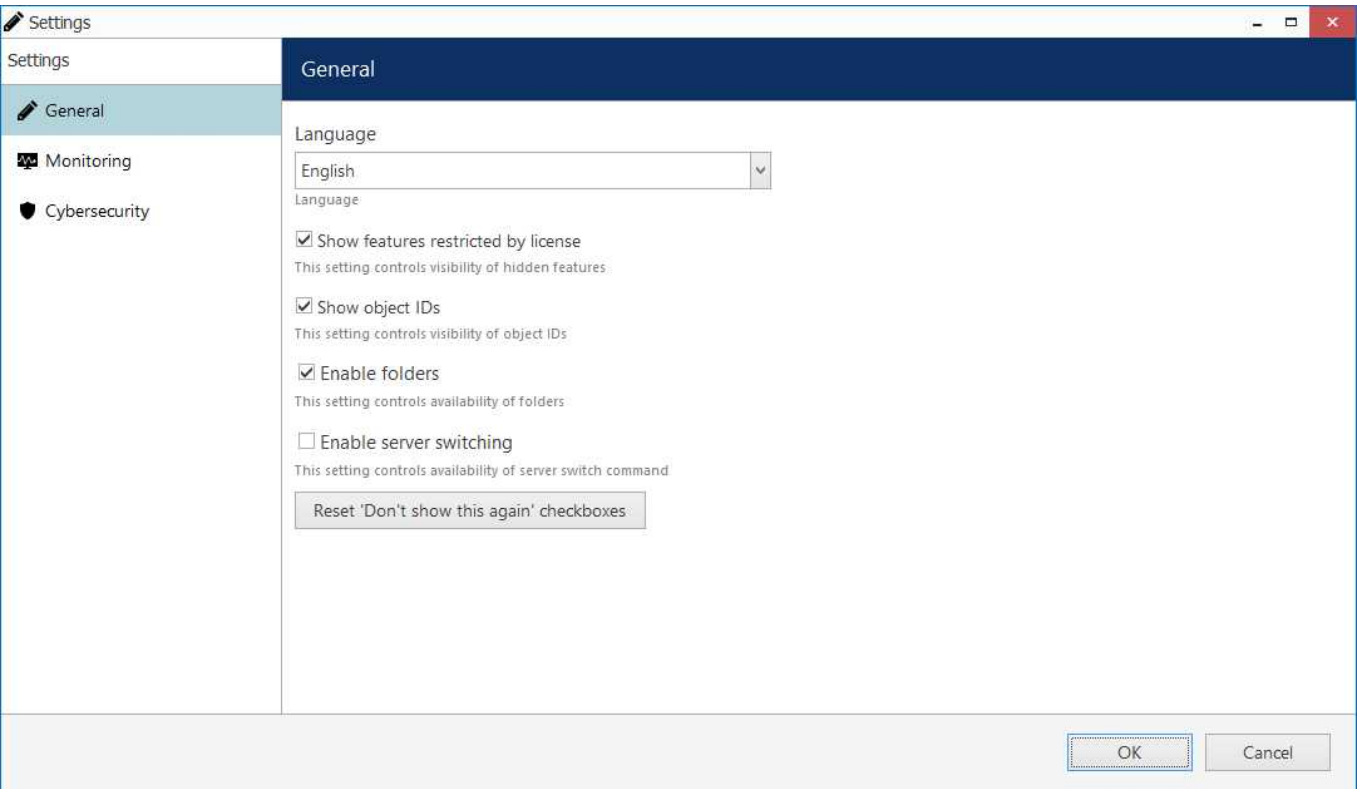 Settings
Settings
General
Monitoring
Cybersecurity
General
Language
English
Language
Show features restricted by license
This setting controls visibility of hidden features
Show object IDs
This setting controls visibility of object IDs
Enable folders
This setting controls availability of folders
Enable server switching
This setting controls availability of server switch command
Reset 'Don't show this again' checkboxes
OK
Cancel